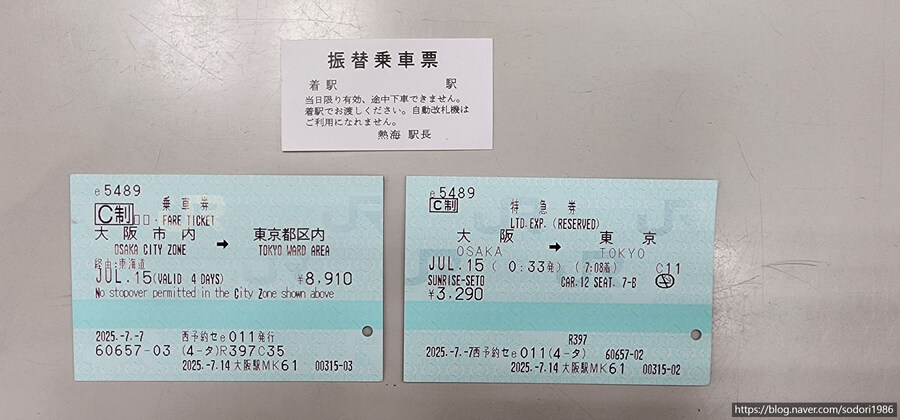 振替乗車票
着駅 駅
当日限り有効、途中下車できません。
着駅でお渡しください。自動改札機は
ご利用になれません。
熱海 駅長
e5489
C制
乗車券
□□・FARE TICKET
大阪市内 → 東京都区内
OSAKA CITY ZONE TOKYO WARD AREA
経由:東海道
JUL.15(VALID 4 DAYS) ¥8,910
No stopover permitted in the City Zone shown above
2025.-7.-7 西予約セe011発行
60657-03 (4-タ)R397C35
2025.-7.14大阪駅MK61 00315-03
e5489
C制
特急券
LTD.EXP.(RESERVED)
大阪 → 東京
OSAKA TOKYO
JUL.15( 0:33発) (7:08着) C11
SUNRISE-SETO CAR.12 SEAT. 7-B
¥3,290
R397
2025.-7.-7西予約セe011(4-タ) 60657-02
2025.-7.14大阪駅MK61 00315-02
https://blog.naver.com/sodori1986